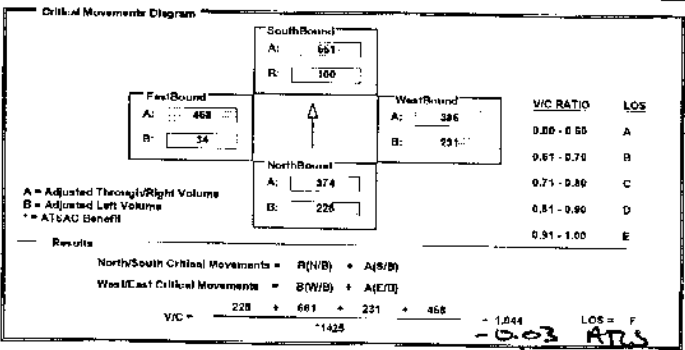 Critical Movements Diagram
SouthBound
A: 661
B: 100
EastBound
A: 468
B: 34
WestBound
A: 386
B: 231
NorthBound
A: 374
B: 226
V/C RATIO LOS
0.00 - 0.60 A
0.61 - 0.70 B
0.71 - 0.80 C
0.81 - 0.90 D
0.91 - 1.00 E
A = Adjusted Through/Right Volume
B = Adjusted Left Volume
* = ATSAC Benefit
Results
North/South Critical Movements = B(N/B) + A(S/B)
West/East Critical Movements = B(W/B) + A(E/B)
V/C = 228 + 661 + 231 + 468 = 1.044 LOS = F
*1425
-0.03 ATCS